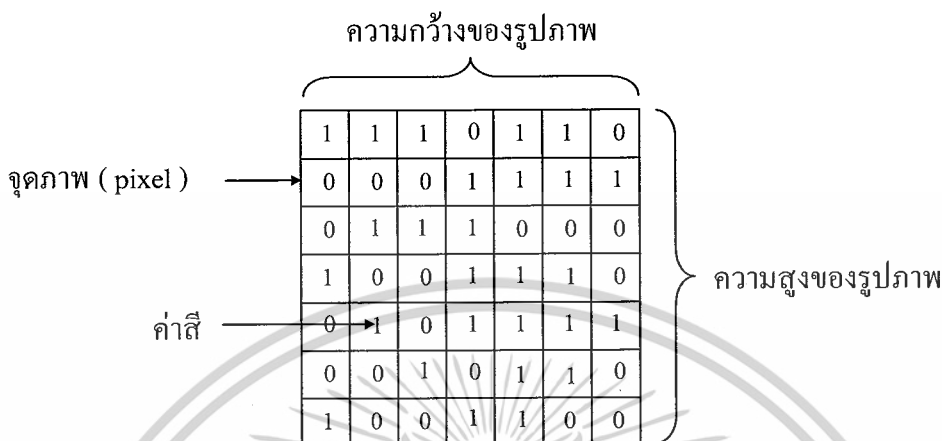 ความกว้างของรูปภาพ
1 1 1 0 1 1 0
จุดภาพ ( pixel ) 0 0 0 1 1 1 1
0 1 1 1 0 0 0
1 0 0 1 1 1 0
ความสูงของรูปภาพ
ค่าสี 0 1 0 1 1 1 1
0 0 1 0 1 1 0
1 0 0 1 1 0 0